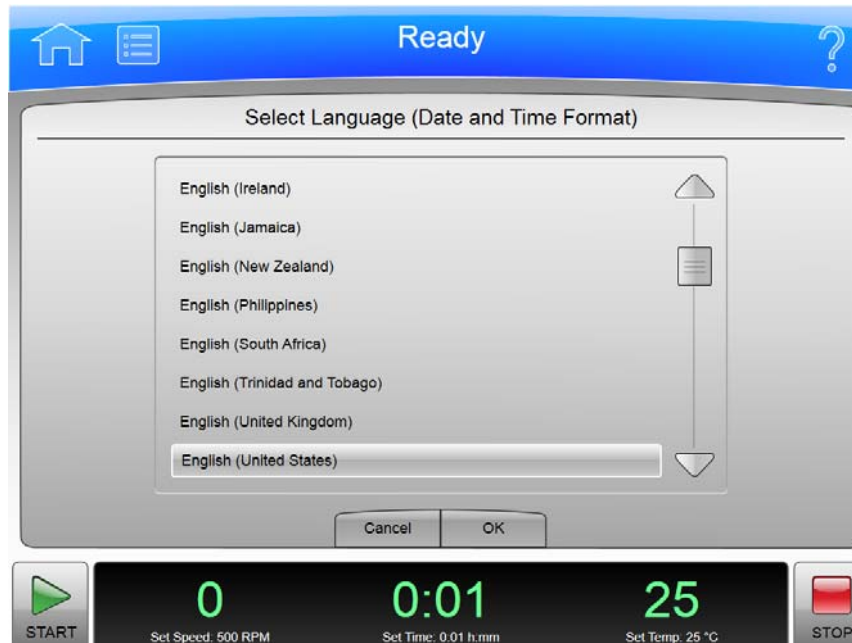 Ready
?
Select Language (Date and Time Format)
English (Ireland)
English (Jamaica)
English (New Zealand)
English (Philippines)
English (South Africa)
English (Trinidad and Tobago)
English (United Kingdom)
English (United States)
Cancel OK
0 0:01 25
START Set Speed: 500 RPM Set Time: 0.01 h:mm Set Temp: 25 °C STOP